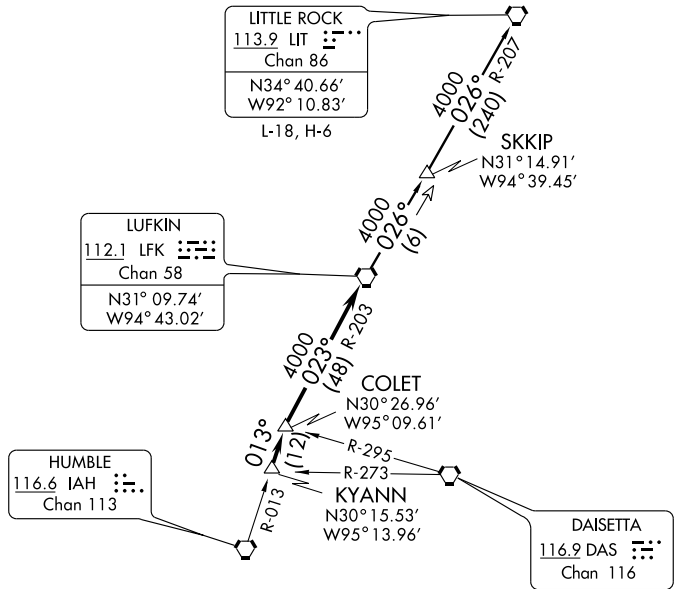 LITTLE ROCK
113.9 LIT
Chan 86
N34° 40.66’
W92° 10.83’
L-18, H-6
R-207
4000
026°
(240)
SKKIP
N31° 14.91’
W94° 39.45’
4000
026°
(6)
LUFKIN
112.1 LFK
Chan 58
N31° 09.74’
W94° 43.02’
4000
023°
(48)
R-203
COLET
N30° 26.96’
W95° 09.61’
013°
(12)
R-295
R-273
HUMBLE
116.6 IAH
Chan 113
R-013
KYANN
N30° 15.53’
W95° 13.96’
DAISETTA
116.9 DAS
Chan 116